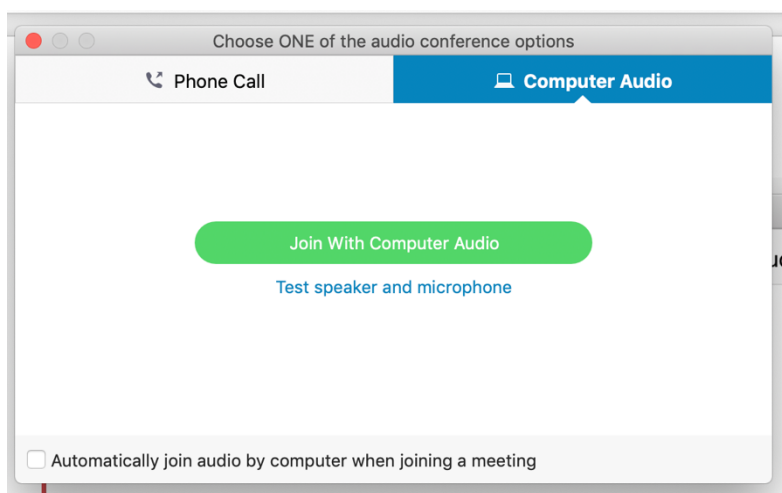 Choose ONE of the audio conference options
Phone Call
Computer Audio
Join With Computer Audio
Test speaker and microphone
Automatically join audio by computer when joining a meeting